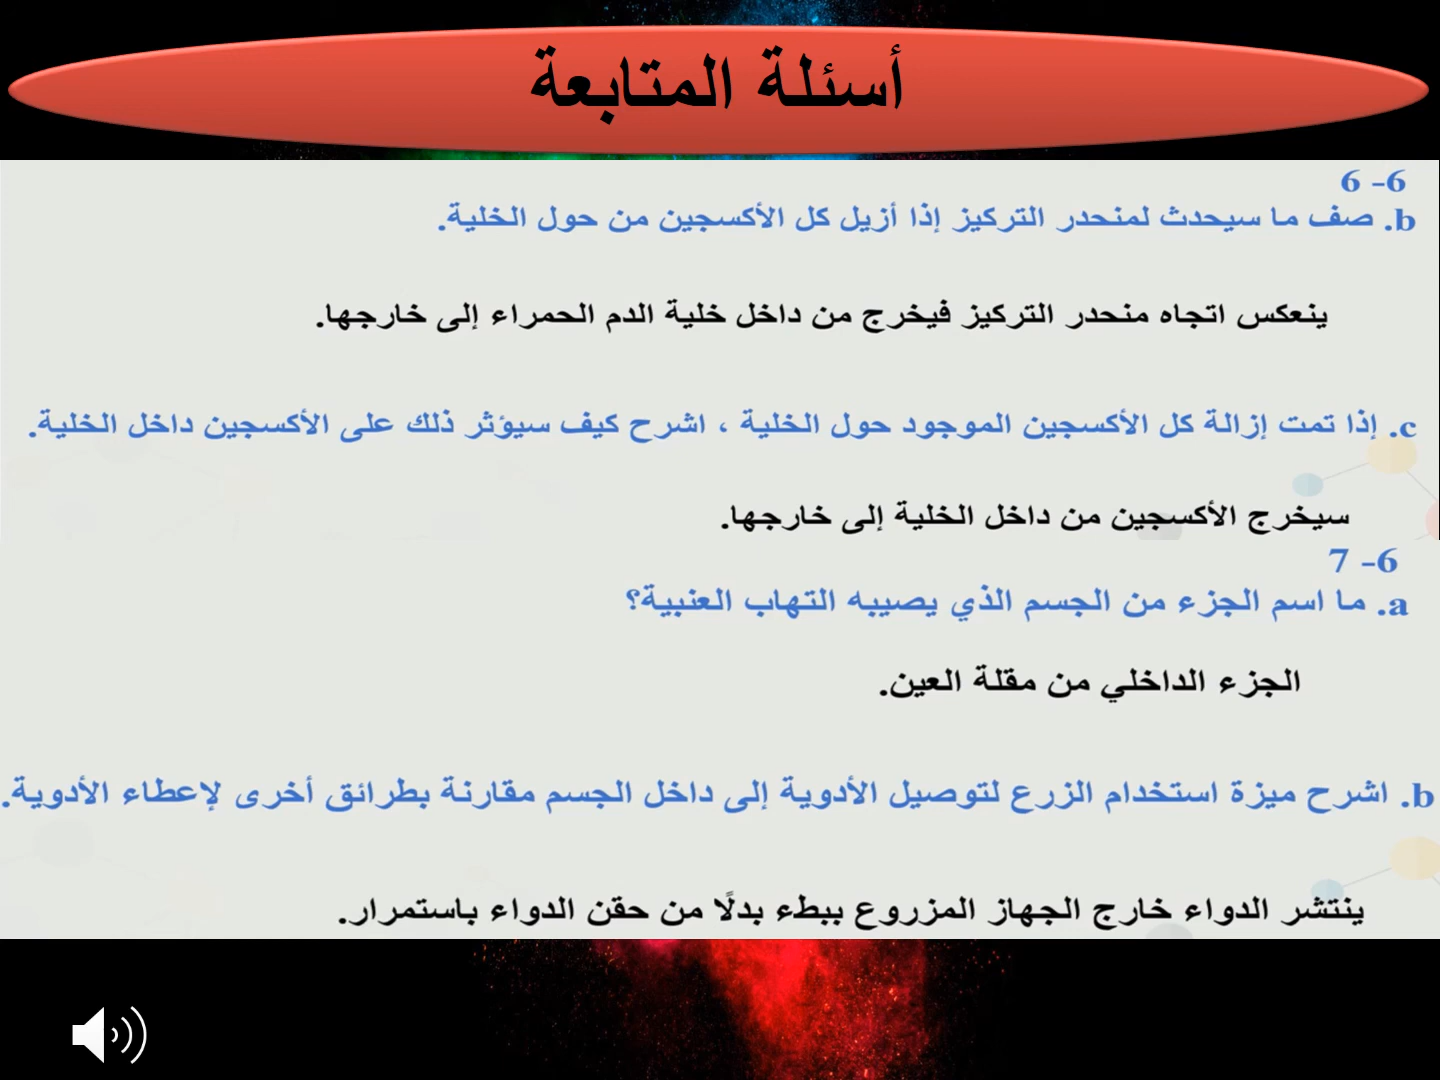 أسئلة المتابعة
6- 6
b. صف ما سيحدث لمنحدر التركيز إذا أزيل كل الأكسجين من حول الخلية.
ينعكس اتجاه منحدر التركيز فيخرج من داخل خلية الدم الحمراء إلى خارجها.
c. إذا تمت إزالة كل الأكسجين الموجود حول الخلية ، اشرح كيف سيؤثر ذلك على الأكسجين داخل الخلية.
سيخرج الأكسجين من داخل الخلية إلى خارجها.
6- 7
a. ما اسم الجزء من الجسم الذي يصيبه التهاب العنبية؟
الجزء الداخلي من مقلة العين.
b. اشرح ميزة استخدام الزرع لتوصيل الأدوية إلى داخل الجسم مقارنة بطرائق أخرى لإعطاء الأدوية.
ينتشر الدواء خارج الجهاز المزروع ببطء بدلًا من حقن الدواء باستمرار.